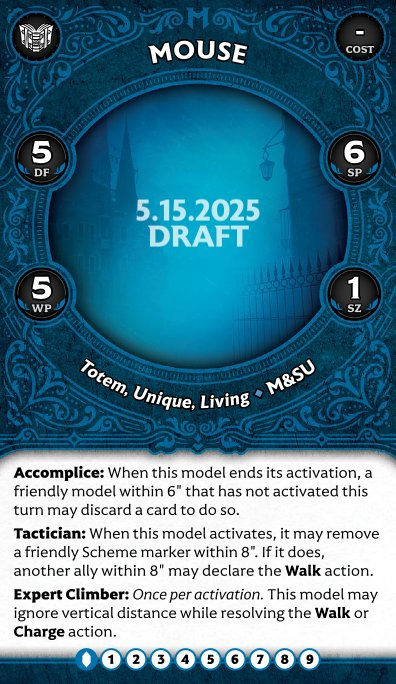 MOUSE
-
COST
5
DF
6
SP
5.15.2025
DRAFT
5
WP
1
SZ
Totem, Unique, Living ⬥ M&SU
Accomplice: When this model ends its activation, a
friendly model within 6" that has not activated this
turn may discard a card to do so.
Tactician: When this model activates, it may remove
a friendly Scheme marker within 8". If it does,
another ally within 8" may declare the Walk action.
Expert Climber: Once per activation. This model may
ignore vertical distance while resolving the Walk or
Charge action.
1 2 3 4 5 6 7 8 9